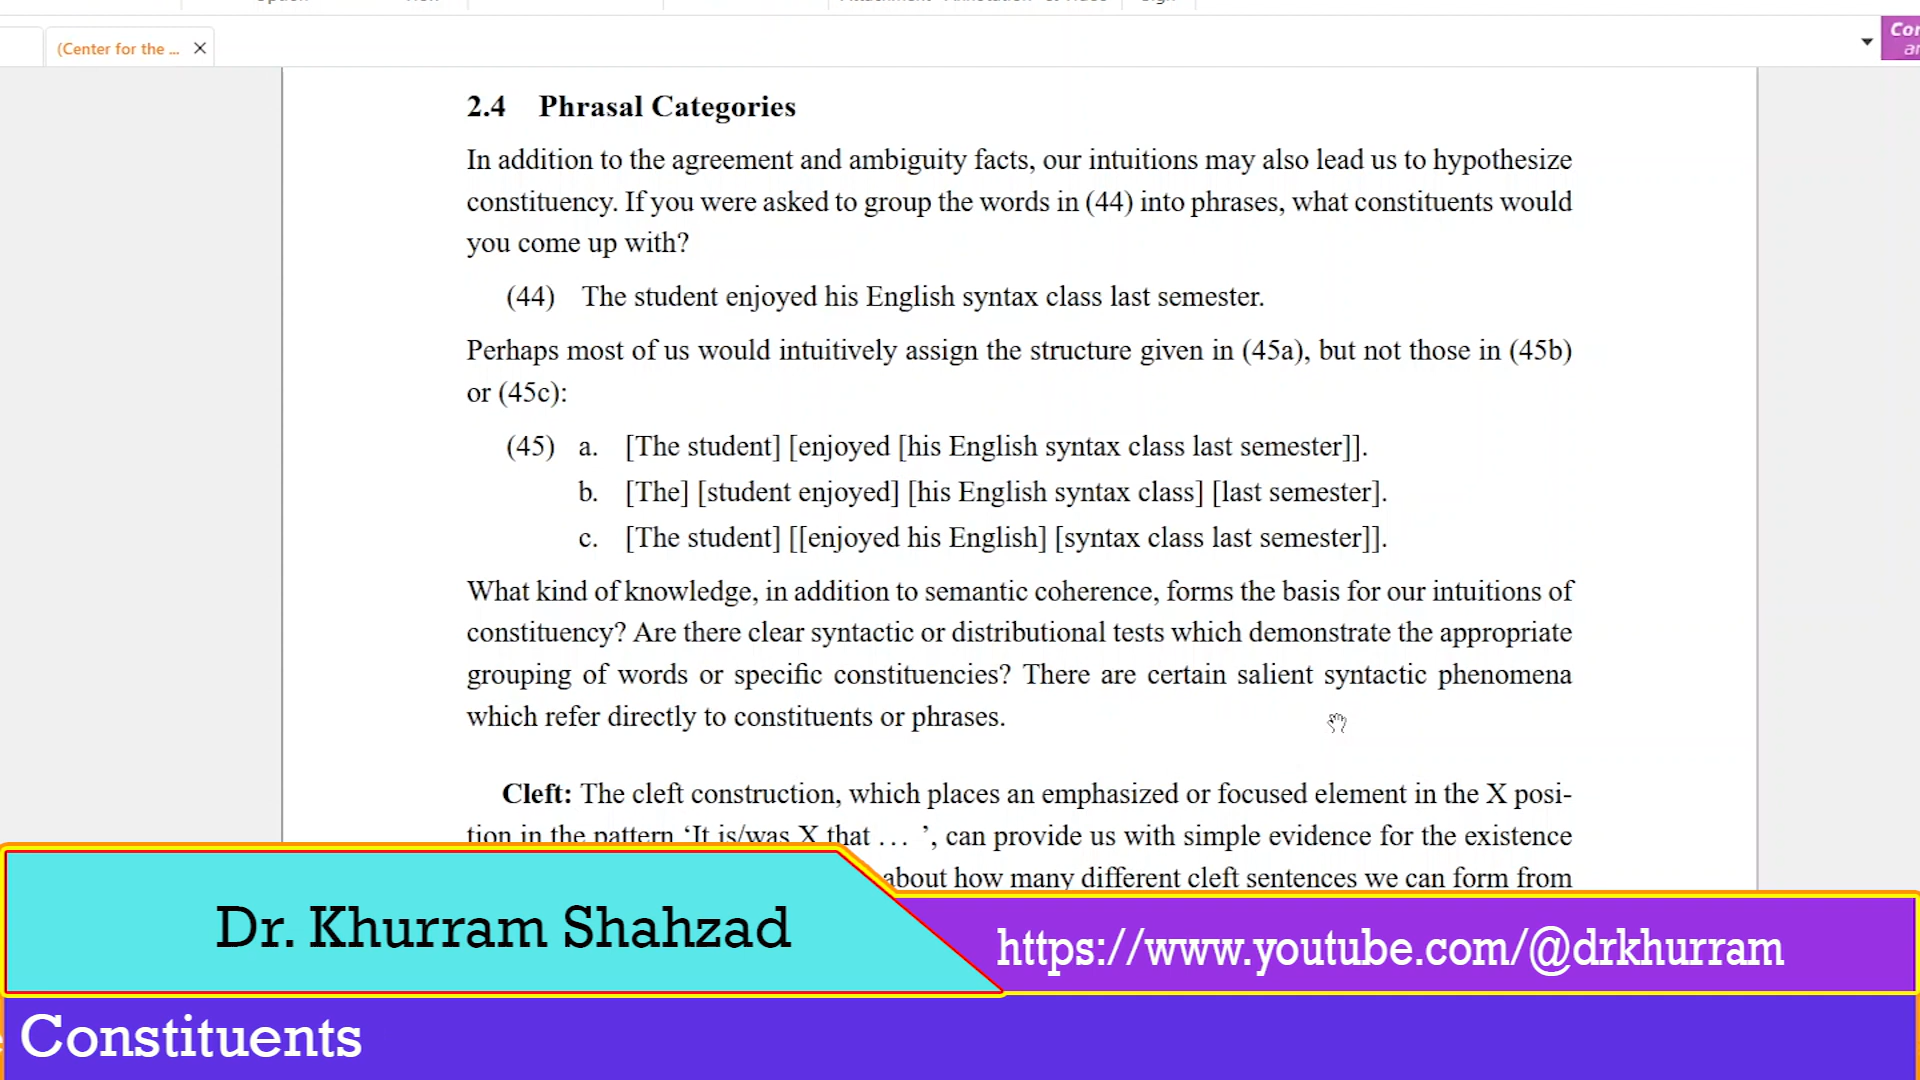 (Center for the ...
2.4 Phrasal Categories
In addition to the agreement and ambiguity facts, our intuitions may also lead us to hypothesize
constituency. If you were asked to group the words in (44) into phrases, what constituents would
you come up with?
(44) The student enjoyed his English syntax class last semester.
Perhaps most of us would intuitively assign the structure given in (45a), but not those in (45b)
or (45c):
(45) a. [The student] [enjoyed [his English syntax class last semester]].
b. [The] [student enjoyed] [his English syntax class] [last semester].
c. [The student] [[enjoyed his English] [syntax class last semester]].
What kind of knowledge, in addition to semantic coherence, forms the basis for our intuitions of
constituency? Are there clear syntactic or distributional tests which demonstrate the appropriate
grouping of words or specific constituencies? There are certain salient syntactic phenomena
which refer directly to constituents or phrases.
Cleft: The cleft construction, which places an emphasized or focused element in the X posi-
tion in the pattern ‘It is/was X that ... ’, can provide us with simple evidence for the existence
about how many different cleft sentences we can form from
Dr. Khurram Shahzad
https://www.youtube.com/@drkhurram
Constituents